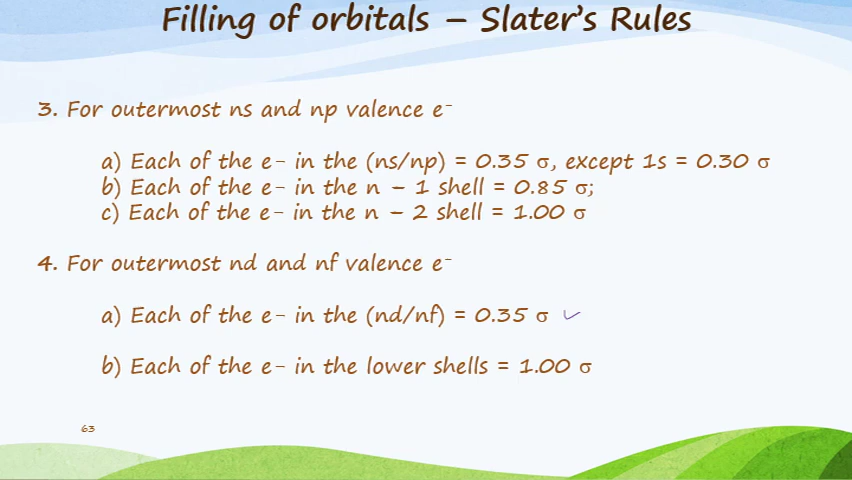 Filling of orbitals – Slater's Rules
3. For outermost ns and np valence e⁻
a) Each of the e– in the (ns/np) = 0.35 σ, except 1s = 0.30 σ
b) Each of the e– in the n – 1 shell = 0.85 σ;
c) Each of the e– in the n – 2 shell = 1.00 σ
4. For outermost nd and nf valence e⁻
a) Each of the e– in the (nd/nf) = 0.35 σ ✓
b) Each of the e– in the lower shells = 1.00 σ
63